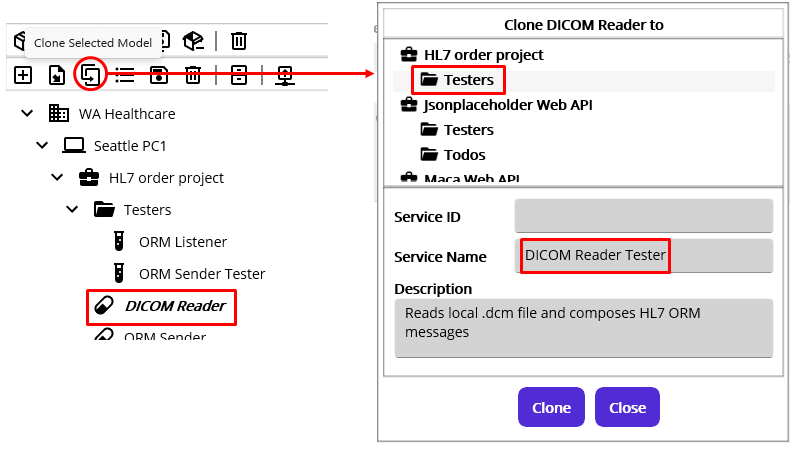 Clone Selected Model
WA Healthcare
Seattle PC1
HL7 order project
Testers
ORM Listener
ORM Sender Tester
DICOM Reader
ORM Sender
Clone DICOM Reader to
HL7 order project
Testers
Jsonplaceholder Web API
Testers
Todos
Maca Web API
Service ID
Service Name
DICOM Reader Tester
Description
Reads local .dcm file and composes HL7 ORM
messages
Clone
Close